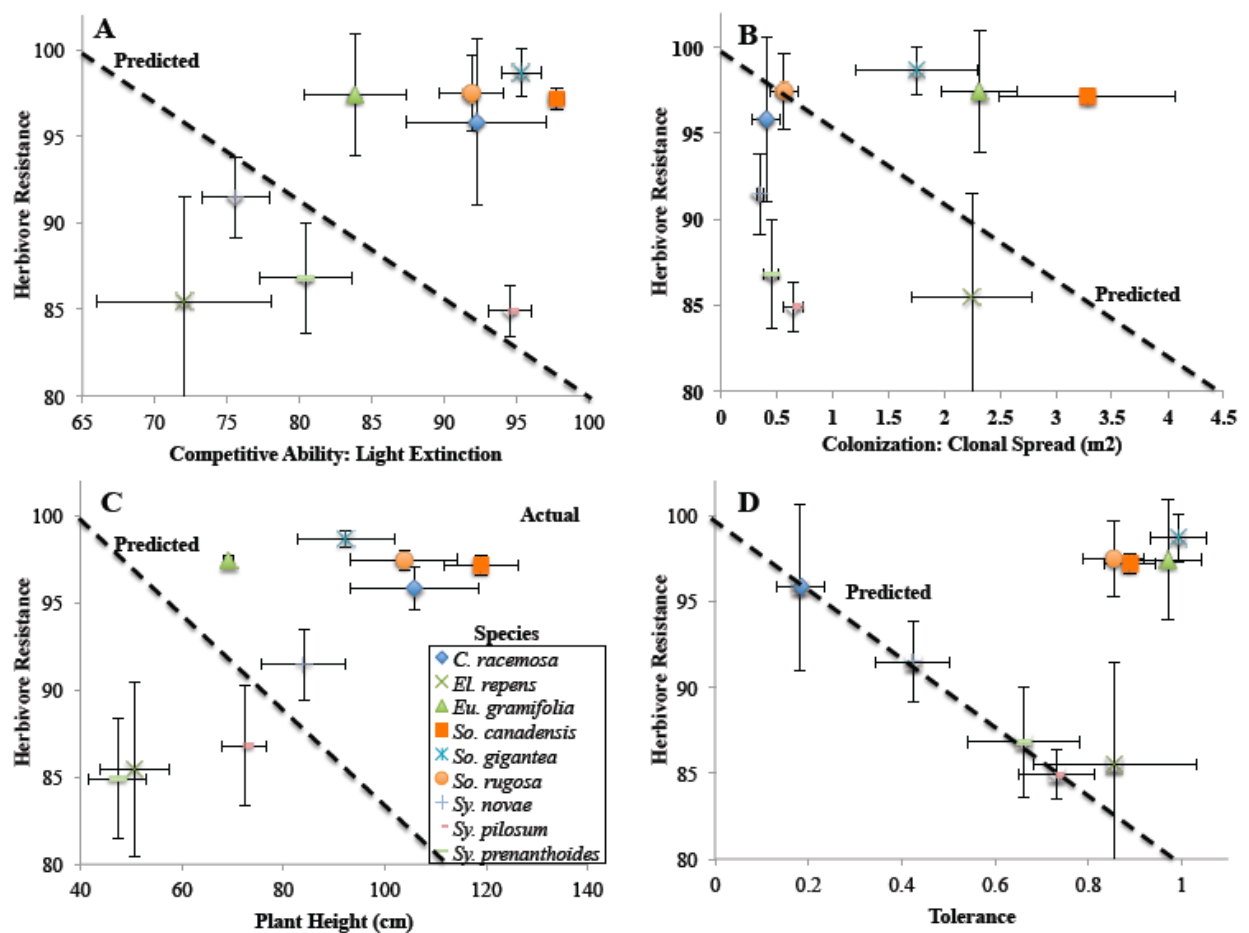 A
Predicted
100
95
90
85
80
Herbivore Resistance
65 70 75 80 85 90 95 100
Competitive Ability: Light Extinction
B
100
95
90
85
80
Herbivore Resistance
Predicted
0 0.5 1 1.5 2 2.5 3 3.5 4 4.5
Colonization: Clonal Spread (m2)
C
Actual
Predicted
100
95
90
85
80
Herbivore Resistance
Species
C. racemosa
El. repens
Eu. gramifolia
So. canadensis
So. gigantea
So. rugosa
Sy. novae
Sy. pilosum
Sy. prenanthoides
40 60 80 100 120 140
Plant Height (cm)
D
100
95
90
85
80
Herbivore Resistance
Predicted
0 0.2 0.4 0.6 0.8 1
Tolerance